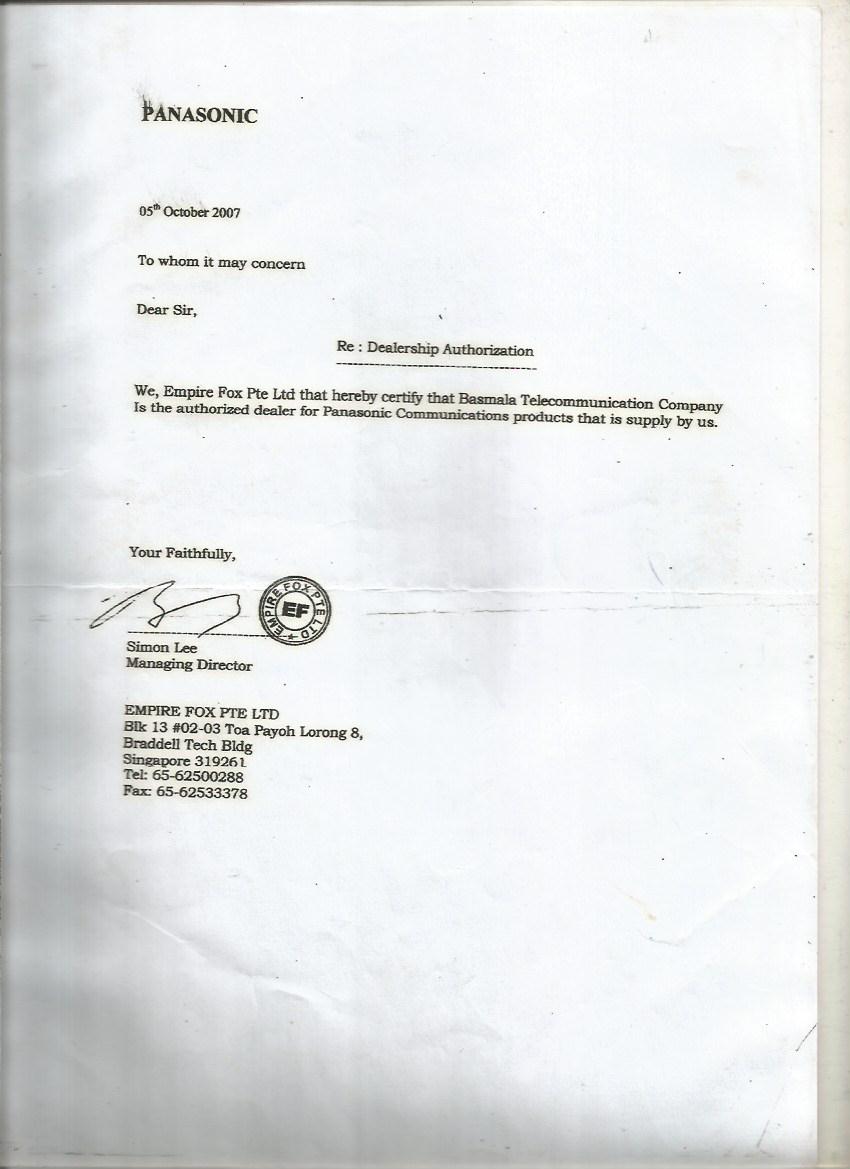 PANASONIC
05th October 2007
To whom it may concern
Dear Sir,
Re : Dealership Authorization
We, Empire Fox Pte Ltd that hereby certify that Basmala Telecommunication Company
Is the authorized dealer for Panasonic Communications products that is supply by us.
Your Faithfully,
EMPIRE FOX PTE LTD
EF
Simon Lee
Managing Director
EMPIRE FOX PTE LTD
Blk 13 #02-03 Toa Payoh Lorong 8,
Braddell Tech Bldg
Singapore 319261
Tel: 65-62500288
Fax: 65-62533378